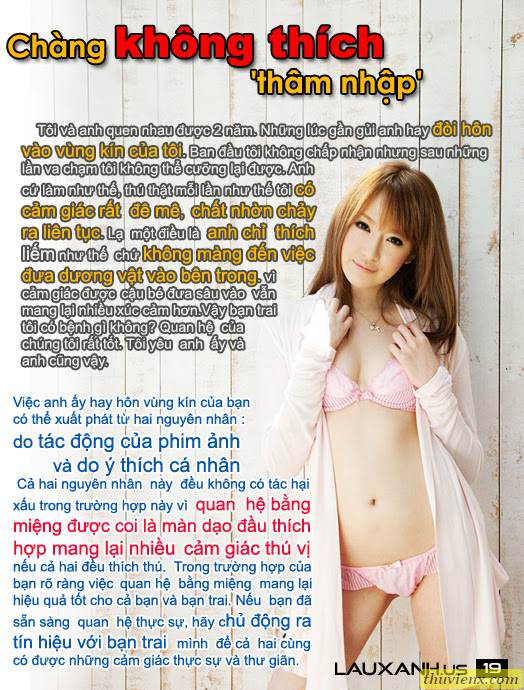 Chàng không thích
'thâm nhập'
Tôi và anh quen nhau được 2 năm. Những lúc gần gũi anh hay đòi hôn
vào vùng kín của tôi. Ban đầu tôi không chấp nhận nhưng sau những
lần va chạm tôi không thể cưỡng lại được. Anh
cứ làm như thế, thú thật mỗi lần như thế tôi có
cảm giác rất đê mê, chất nhờn chảy
ra liên tục. Lạ một điều là anh chỉ thích
liếm như thế chứ không màng đến việc
đưa dương vật vào bên trong. vì
cảm giác được cậu bé đưa sâu vào vẫn
mang lại nhiều xúc cảm hơn.Vậy bạn trai
tôi có bệnh gì không? Quan hệ của
chúng tôi rất tốt. Tôi yêu anh ấy và
anh cũng vậy.
Việc anh ấy hay hôn vùng kín của bạn
có thể xuất phát từ hai nguyên nhân :
do tác động của phim ảnh
và do ý thích cá nhân
Cả hai nguyên nhân này đều không có tác hại
xấu trong trường hợp này vì quan hệ bằng
miệng được coi là màn dạo đầu thích
hợp mang lại nhiều cảm giác thú vị
nếu cả hai đều thích thú. Trong trường hợp của
bạn rõ ràng việc quan hệ bằng miệng mang lại
hiệu quả tốt cho cả bạn và bạn trai. Nếu bạn đã
sẵn sàng quan hệ thực sự, hãy chủ động ra
tín hiệu với bạn trai mình để cả hai cùng
có được những cảm giác thực sự và thư giãn.
LAUXANH.US 19
thuvienx.com